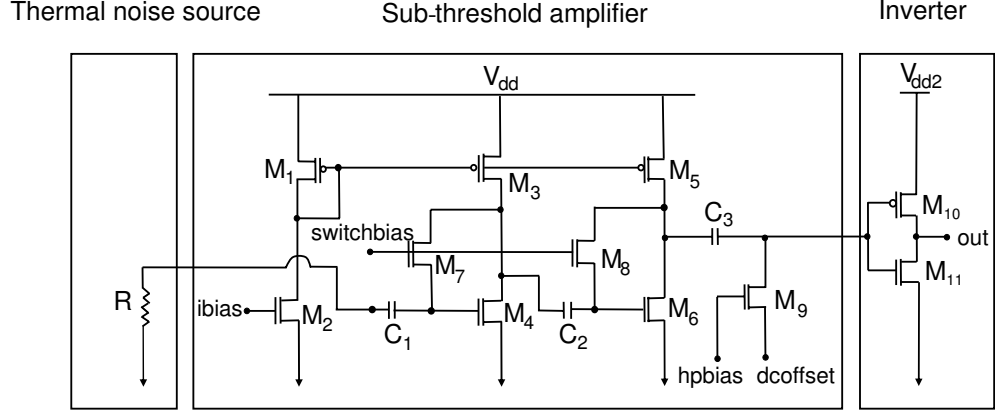 Thermal noise source
Sub-threshold amplifier
Inverter
Vdd
Vdd2
M1
M3
M5
M10
C3
switchbias
out
M7
M8
M11
R
ibias
M2
C1
M4
C2
M6
M9
hpbias
dcoffset